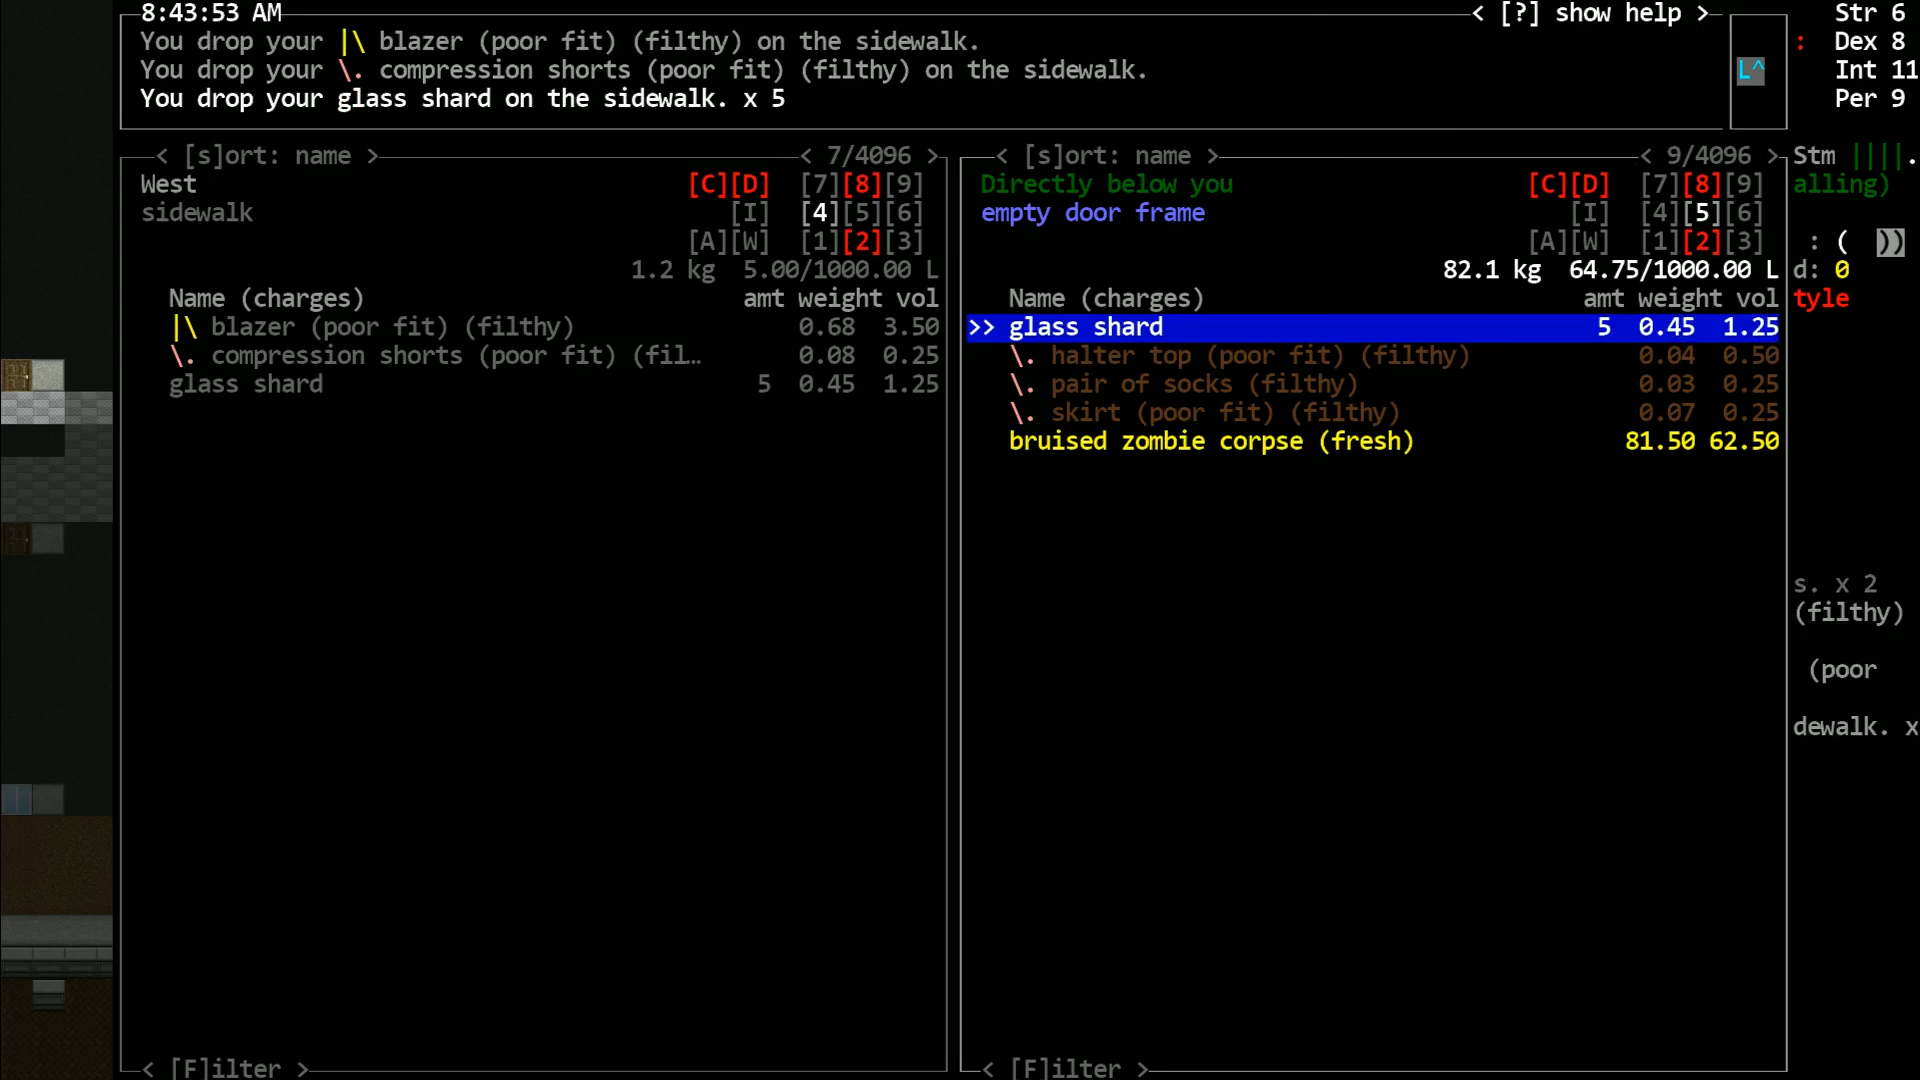 8:43:53 AM < [?] show help > Str 6
You drop your |\ blazer (poor fit) (filthy) on the sidewalk. : Dex 8
You drop your \. compression shorts (poor fit) (filthy) on the sidewalk. L^ Int 11
You drop your glass shard on the sidewalk. x 5 Per 9
< [s]ort: name > < 7/4096 > < [s]ort: name > < 9/4096 > Stm ||||.
West [C][D] [7][8][9] Directly below you [C][D] [7][8][9] alling)
sidewalk [I] [4][5][6] empty door frame [I] [4][5][6]
[A][W] [1][2][3] [A][W] [1][2][3] : ( ))
1.2 kg 5.00/1000.00 L 82.1 kg 64.75/1000.00 L d: 0
Name (charges) amt weight vol Name (charges) amt weight vol tyle
|\ blazer (poor fit) (filthy) 0.68 3.50 >> glass shard 5 0.45 1.25
\. compression shorts (poor fit) (fil… 0.08 0.25 \. halter top (poor fit) (filthy) 0.04 0.50
glass shard 5 0.45 1.25 \. pair of socks (filthy) 0.03 0.25
\. skirt (poor fit) (filthy) 0.07 0.25
bruised zombie corpse (fresh) 81.50 62.50
s. x 2
(filthy)
(poor
dewalk. x
< [F]ilter > < [F]ilter >